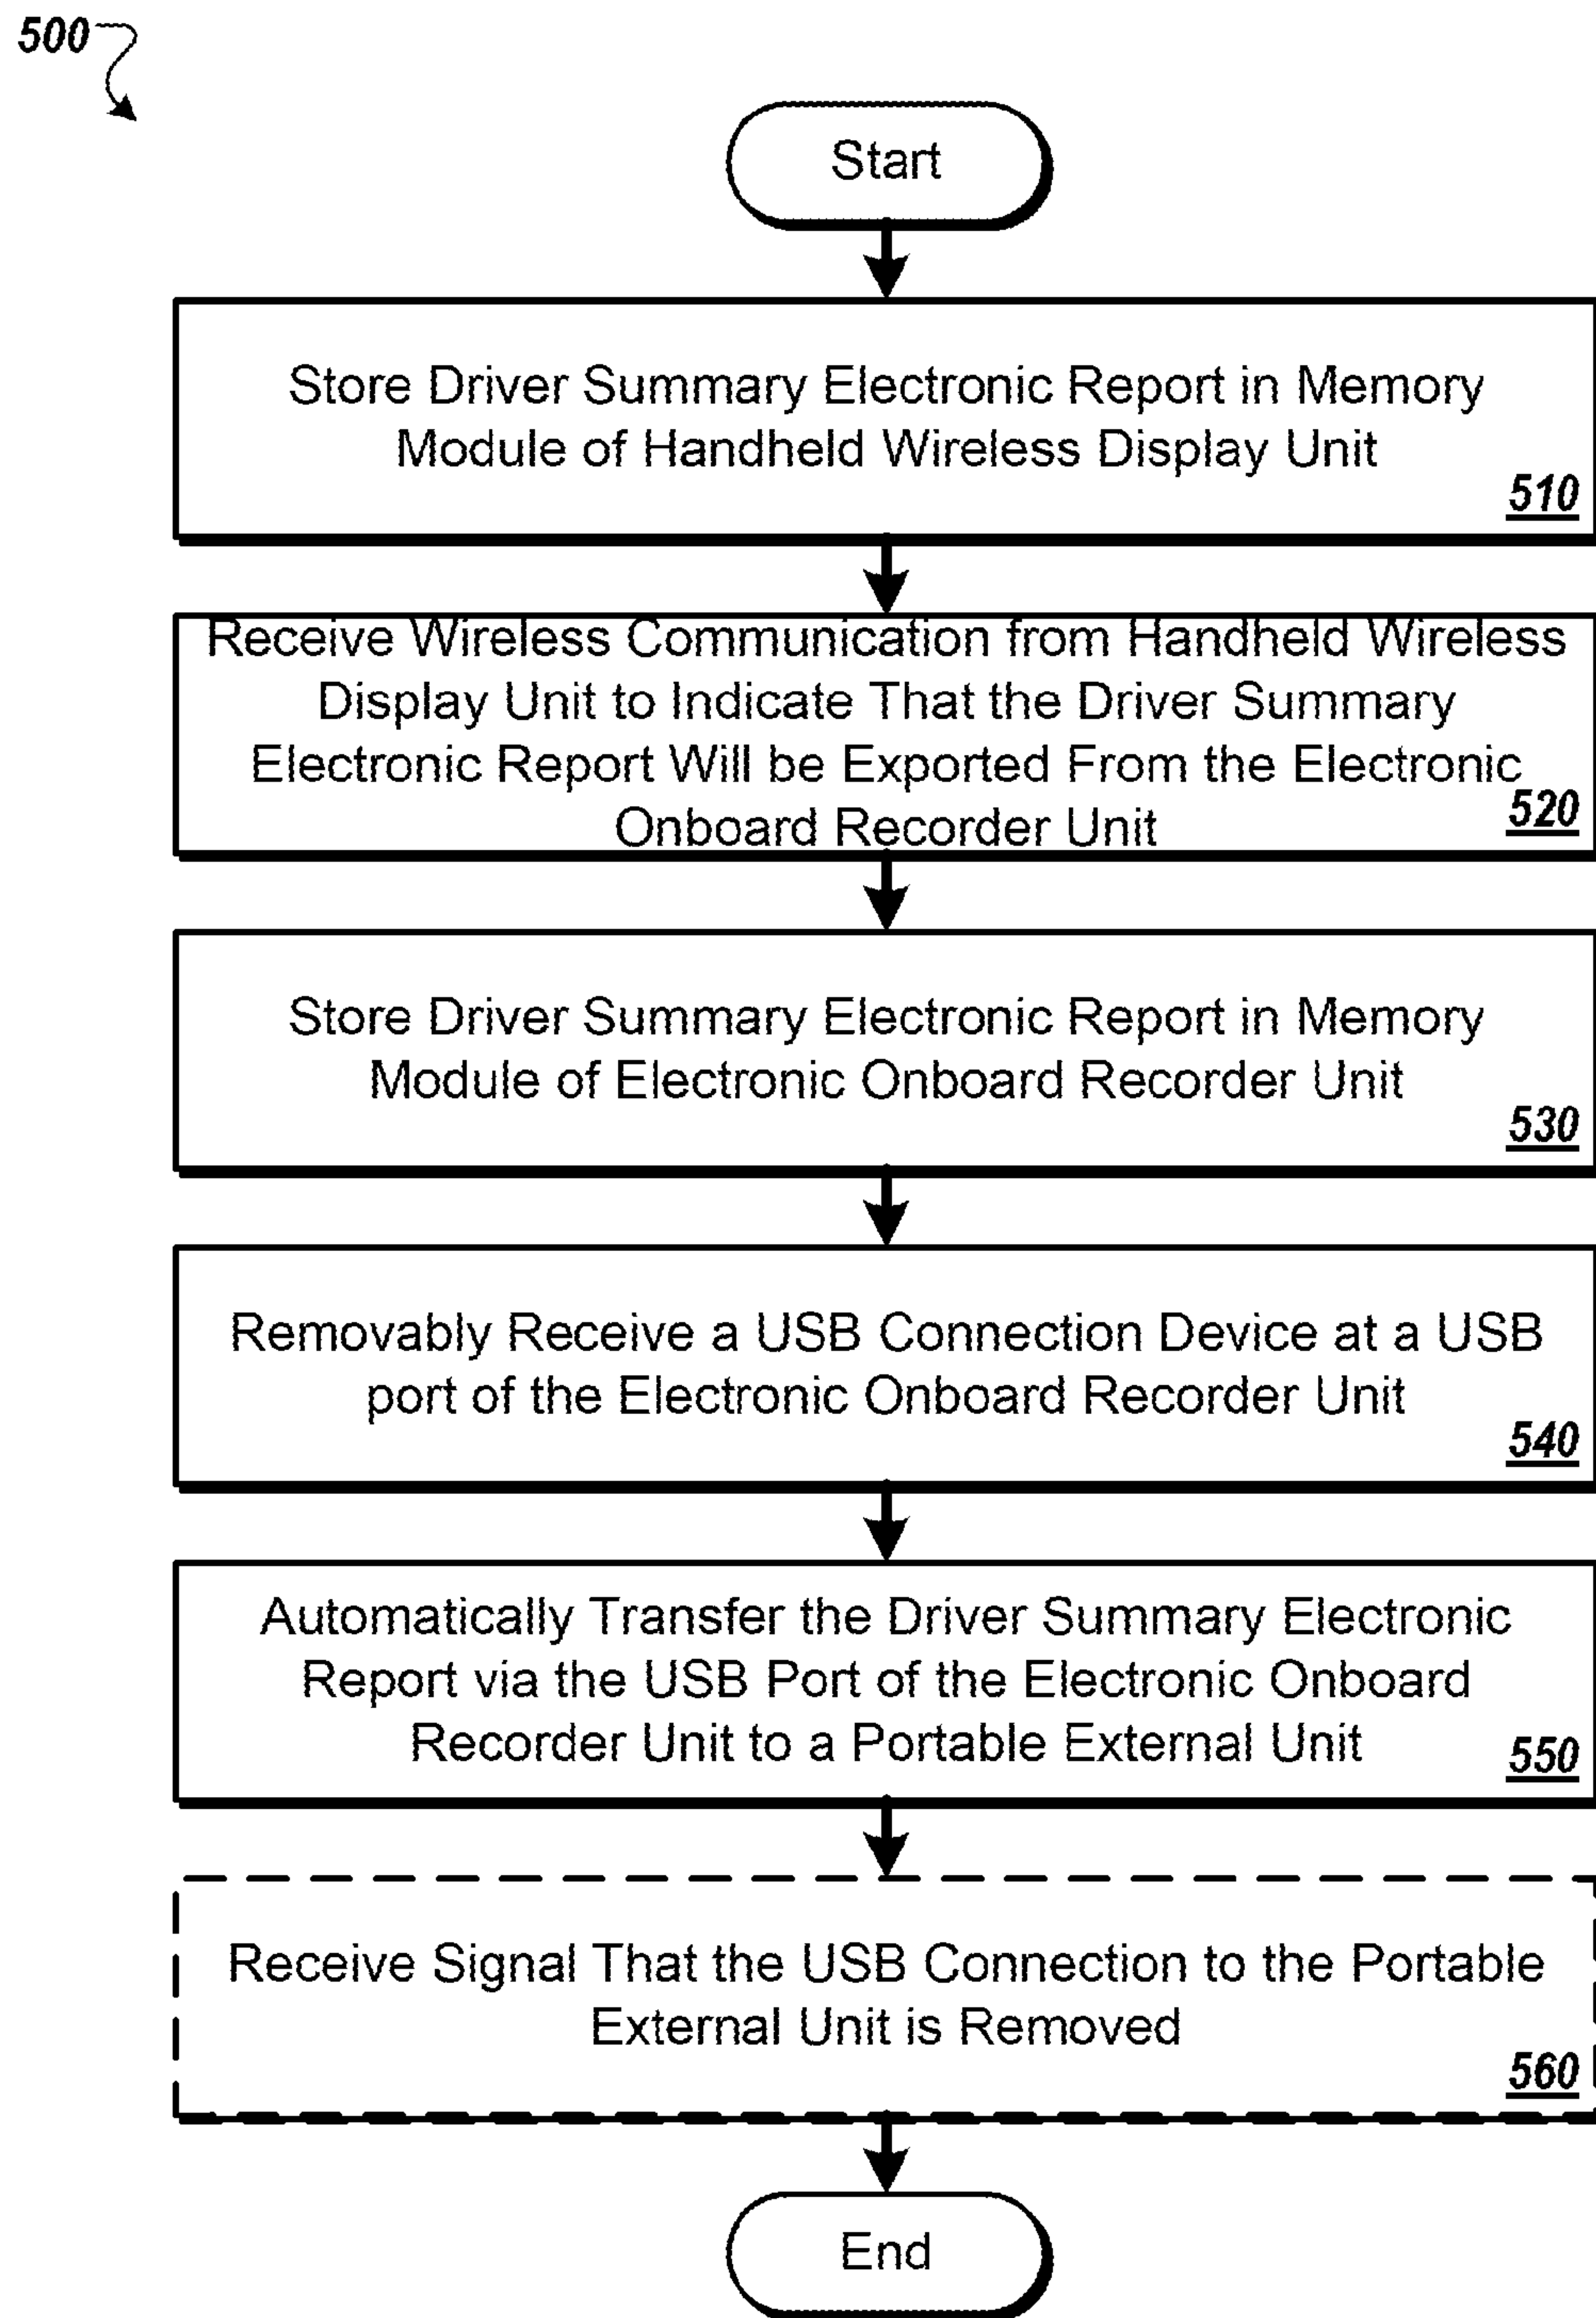 500
Start
Store Driver Summary Electronic Report in Memory
Module of Handheld Wireless Display Unit
510
Receive Wireless Communication from Handheld Wireless
Display Unit to Indicate That the Driver Summary
Electronic Report Will be Exported From the Electronic
Onboard Recorder Unit
520
Store Driver Summary Electronic Report in Memory
Module of Electronic Onboard Recorder Unit
530
Removably Receive a USB Connection Device at a USB
port of the Electronic Onboard Recorder Unit
540
Automatically Transfer the Driver Summary Electronic
Report via the USB Port of the Electronic Onboard
Recorder Unit to a Portable External Unit
550
Receive Signal That the USB Connection to the Portable
External Unit is Removed
560
End